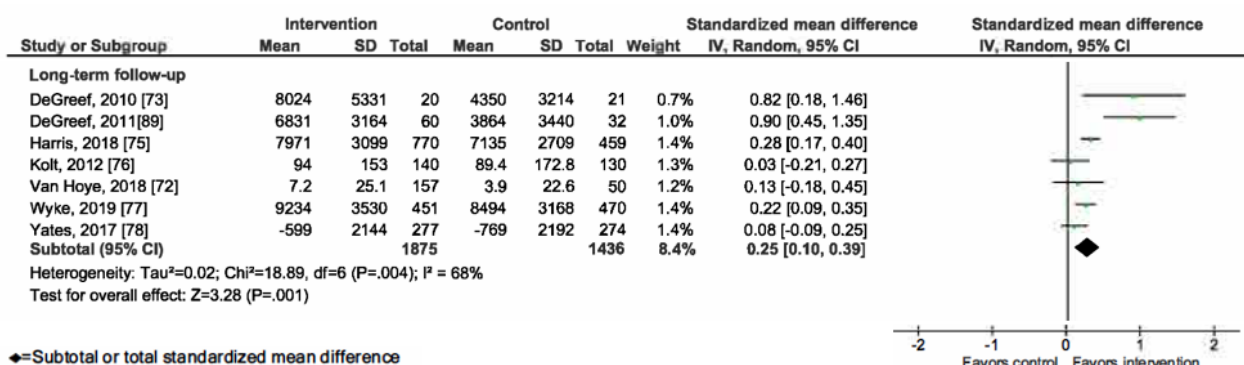 Intervention Control Standardized mean difference Standardized mean difference
Study or Subgroup Mean SD Total Mean SD Total Weight IV, Random, 95% CI IV, Random, 95% CI
Long-term follow-up
DeGreef, 2010 [73] 8024 5331 20 4350 3214 21 0.7% 0.82 [0.18, 1.46]
DeGreef, 2011[89] 6831 3164 60 3864 3440 32 1.0% 0.90 [0.45, 1.35]
Harris, 2018 [75] 7971 3099 770 7135 2709 459 1.4% 0.28 [0.17, 0.40]
Kolt, 2012 [76] 94 153 140 89.4 172.8 130 1.3% 0.03 [-0.21, 0.27]
Van Hoye, 2018 [72] 7.2 25.1 157 3.9 22.6 50 1.2% 0.13 [-0.18, 0.45]
Wyke, 2019 [77] 9234 3530 451 8494 3168 470 1.4% 0.22 [0.09, 0.35]
Yates, 2017 [78] -599 2144 277 -769 2192 274 1.4% 0.08 [-0.09, 0.25]
Subtotal (95% CI) 1875 1436 8.4% 0.25 [0.10, 0.39]
Heterogeneity: Tau²=0.02; Chi²=18.89, df=6 (P=.004); I² = 68%
Test for overall effect: Z=3.28 (P=.001)
-2 -1 0 1 2
Favors control Favors intervention
◆=Subtotal or total standardized mean difference